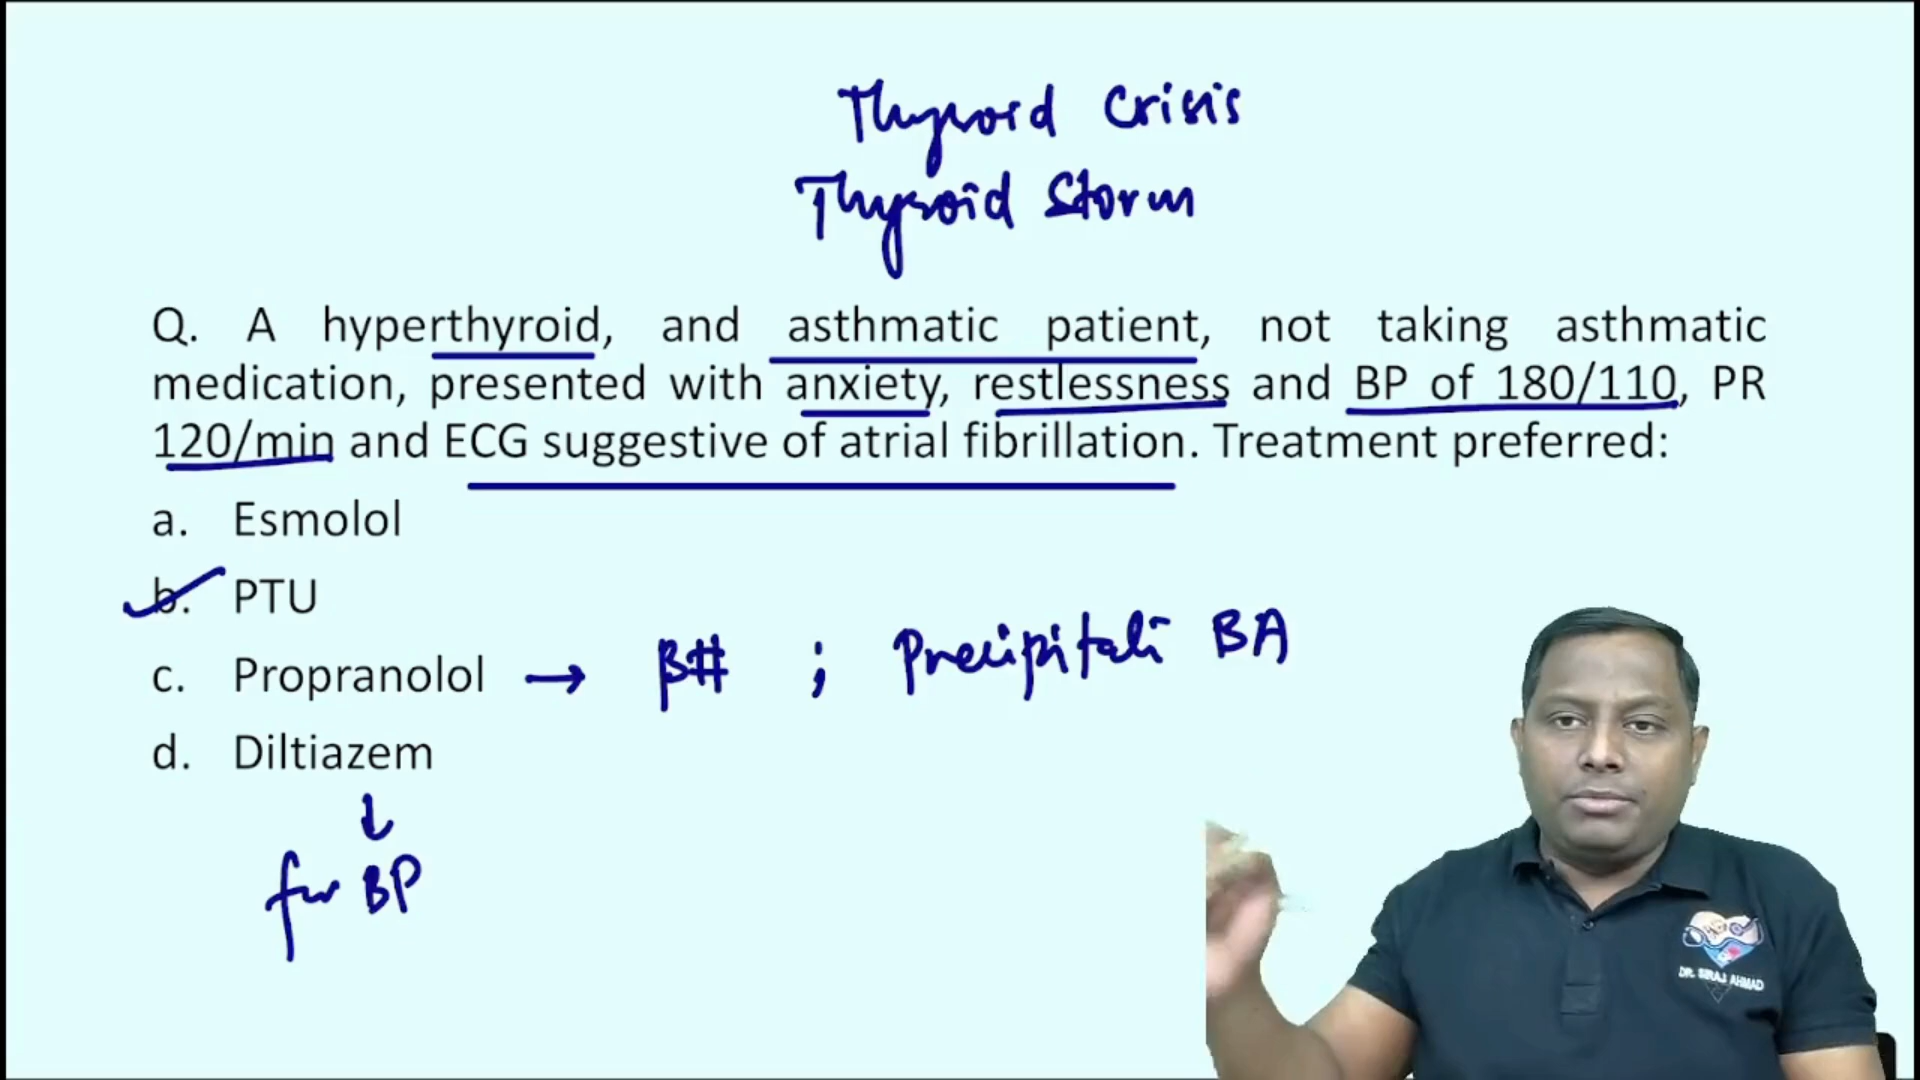 Thyroid Crisis
Thyroid Storm
Q. A hyperthyroid, and asthmatic patient, not taking asthmatic
medication, presented with anxiety, restlessness and BP of 180/110, PR
120/min and ECG suggestive of atrial fibrillation. Treatment preferred:
a. Esmolol
b. PTU
c. Propranolol → β# ; Precipitati BA
d. Diltiazem
↓
for BP
DR. SIRAJ AHMAD